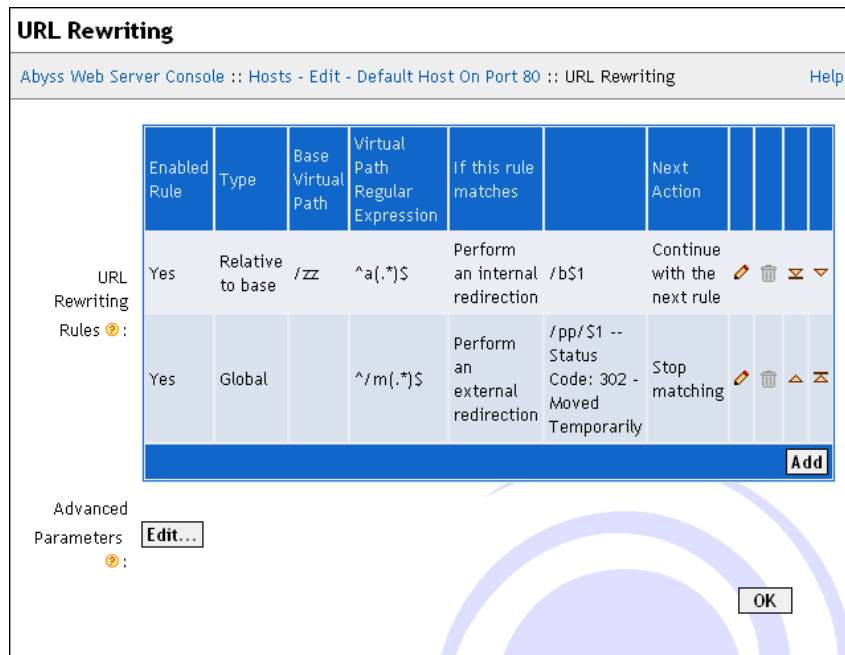 URL Rewriting
Abyss Web Server Console :: Hosts - Edit - Default Host On Port 80 :: URL Rewriting Help
URL
Rewriting
Rules ? :
Enabled
Rule
Type
Base
Virtual
Path
Virtual
Path
Regular
Expression
If this rule
matches
Next
Action
Yes
Relative
to base
/zz
^a(.*)$
Perform
an internal
redirection
/b$1
Continue
with the
next rule
Yes
Global
^/m(.*)$
Perform
an
external
redirection
/pp/$1 --
Status
Code: 302 -
Moved
Temporarily
Stop
matching
Add
Advanced
Parameters
? :
Edit...
OK